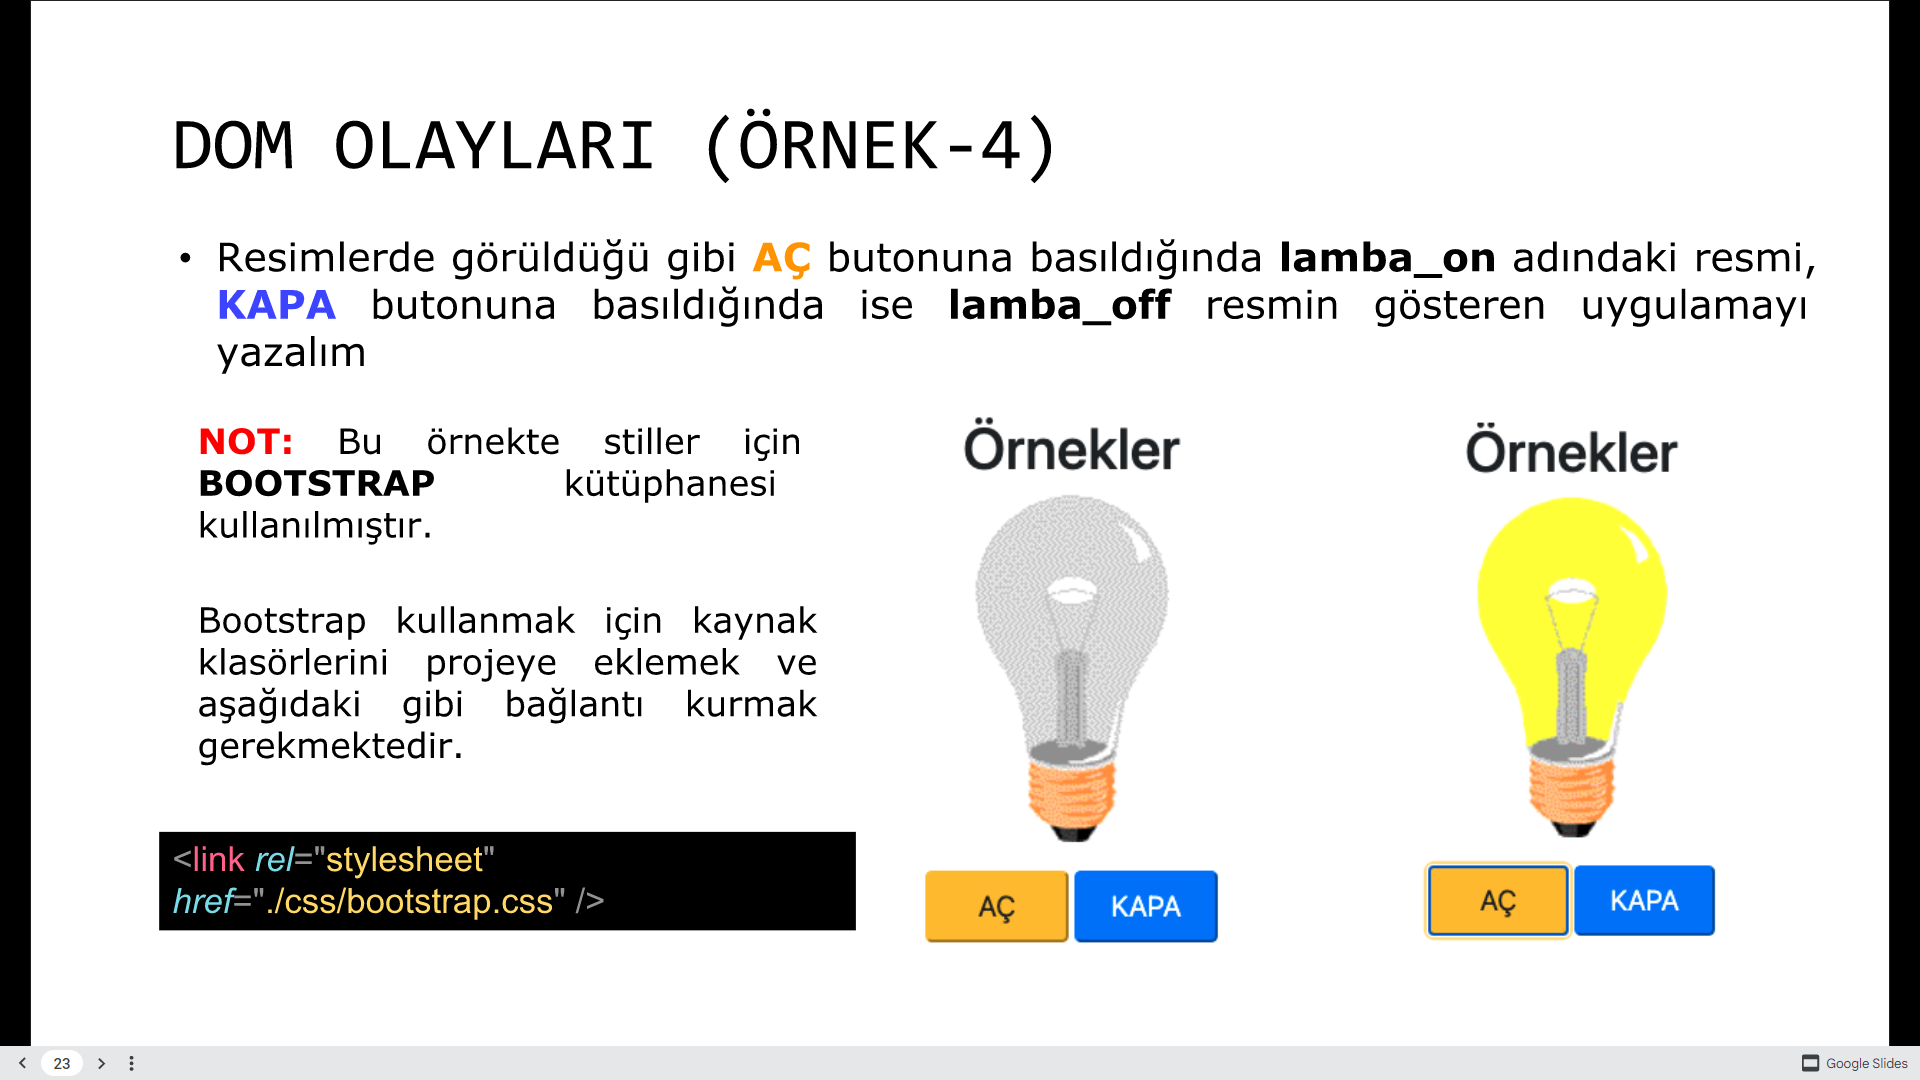 DOM OLAYLARI (ÖRNEK-4)
• Resimlerde görüldüğü gibi AÇ butonuna basıldığında lamba_on adındaki resmi,
KAPA butonuna basıldığında ise lamba_off resmin gösteren uygulamayı
yazalım
NOT: Bu örnekte stiller için
BOOTSTRAP kütüphanesi
kullanılmıştır.
Bootstrap kullanmak için kaynak
klasörlerini projeye eklemek ve
aşağıdaki gibi bağlantı kurmak
gerekmektedir.
<link rel="stylesheet"
href="./css/bootstrap.css" />
Örnekler
AÇ KAPA
Örnekler
AÇ KAPA
23
Google Slides